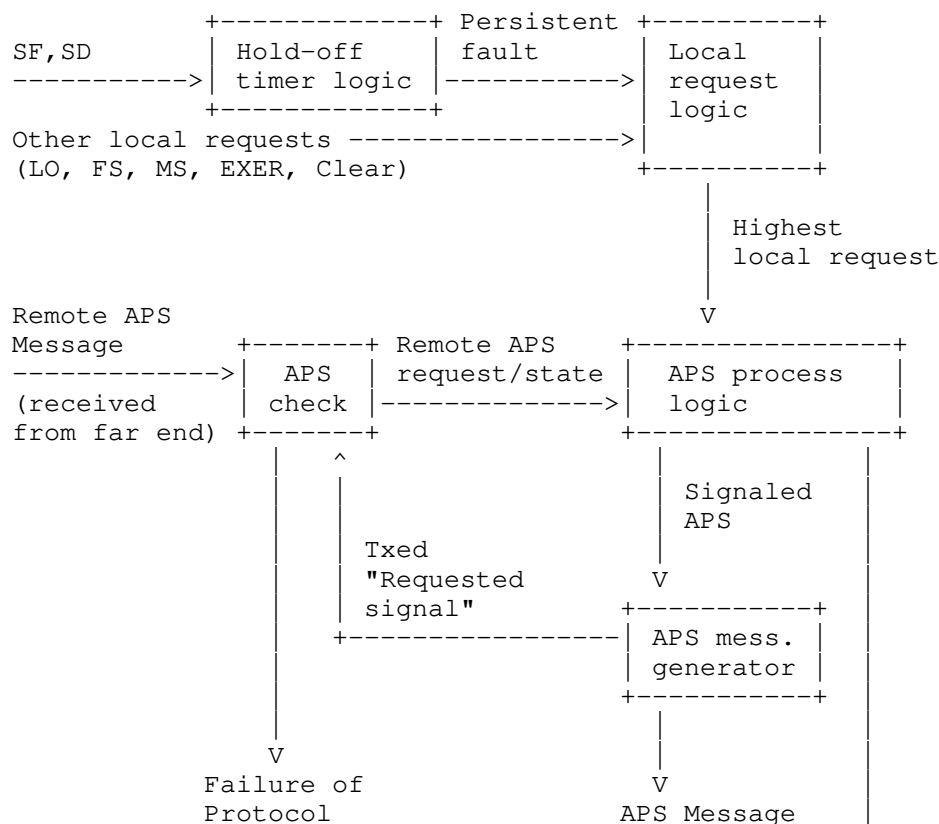 Persistent
SF,SD Hold-off fault Local
timer logic request
logic
Other local requests
(LO, FS, MS, EXER, Clear)
Highest
local request
Remote APS
Message Remote APS
APS request/state APS process
(received check logic
from far end)
Signaled
APS
Txed
"Requested
signal"
APS mess.
generator
Failure of
Protocol APS Message